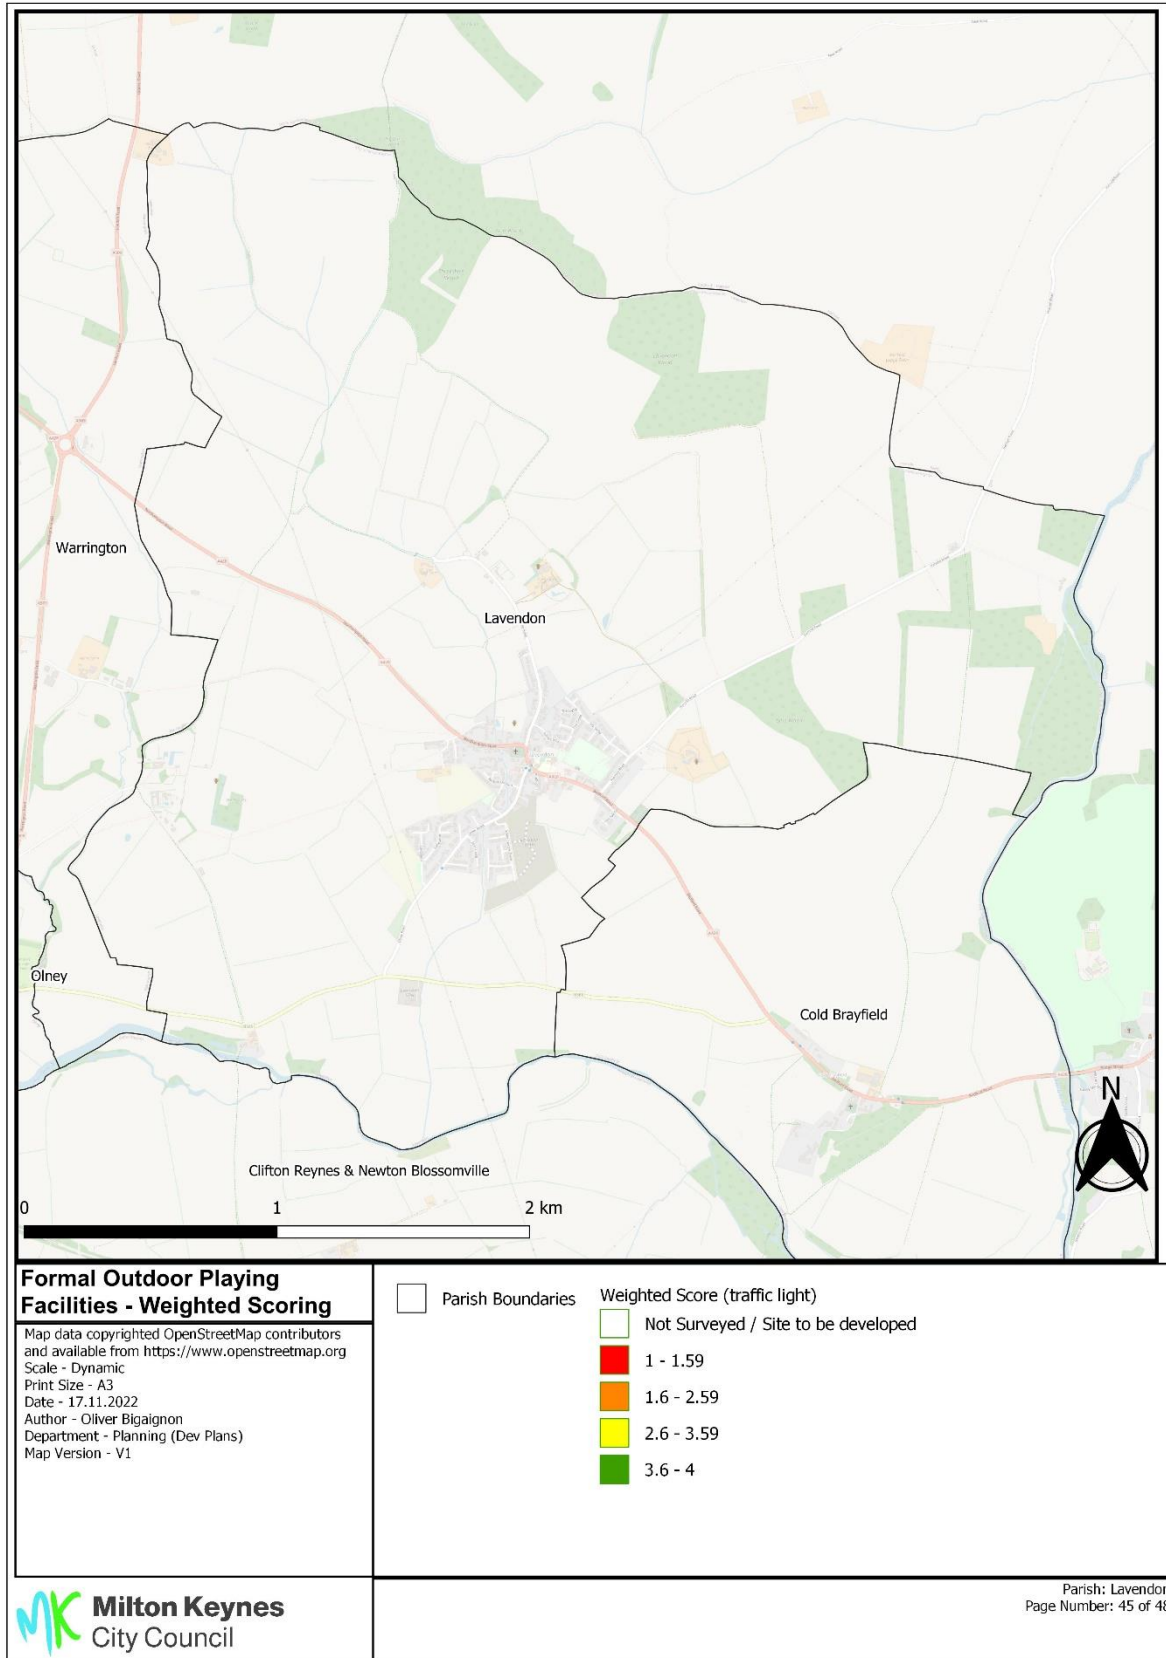 Warrington
Lavendon
Olney
Cold Brayfield
N
Clifton Reynes & Newton Blossomville
0 1 2 km
Formal Outdoor Playing
Facilities - Weighted Scoring
Map data copyrighted OpenStreetMap contributors
and available from https://www.openstreetmap.org
Scale - Dynamic
Print Size - A3
Date - 17.11.2022
Author - Oliver Bigaignon
Department - Planning (Dev Plans)
Map Version - V1
Parish Boundaries
Weighted Score (traffic light)
Not Surveyed / Site to be developed
1 - 1.59
1.6 - 2.59
2.6 - 3.59
3.6 - 4
MK Milton Keynes
City Council
Parish: Lavendon
Page Number: 45 of 48